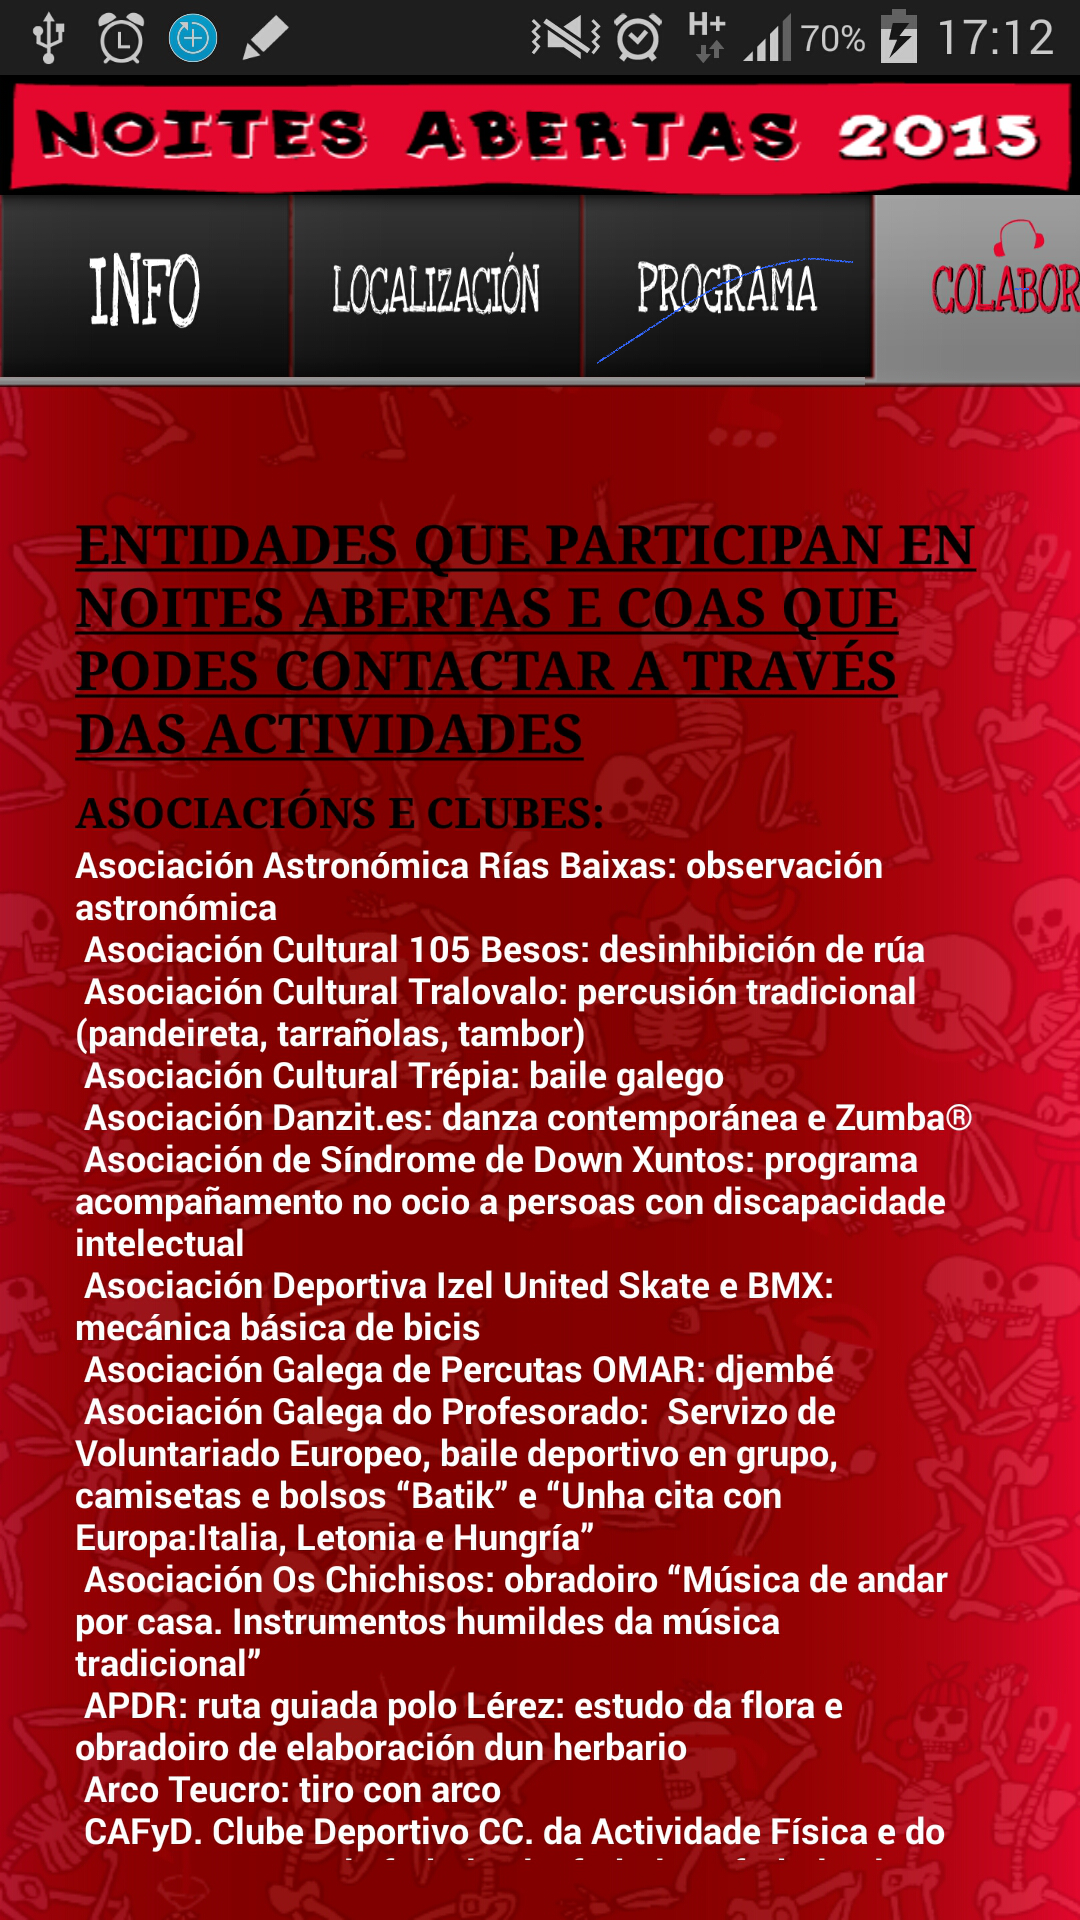 H+ 70% 17:12
NOITES ABERTAS 2015
INFO LOCALIZACIÓN PROGRAMA COLABOR
ENTIDADES QUE PARTICIPAN EN
NOITES ABERTAS E COAS QUE
PODES CONTACTAR A TRAVÉS
DAS ACTIVIDADES
ASOCIACIÓNS E CLUBES:
Asociación Astronómica Rías Baixas: observación
astronómica
Asociación Cultural 105 Besos: desinhibición de rúa
Asociación Cultural Tralovalo: percusión tradicional
(pandeireta, tarrañolas, tambor)
Asociación Cultural Trépia: baile galego
Asociación Danzit.es: danza contemporánea e Zumba®
Asociación de Síndrome de Down Xuntos: programa
acompañamento no ocio a persoas con discapacidade
intelectual
Asociación Deportiva Izel United Skate e BMX:
mecánica básica de bicis
Asociación Galega de Percutas OMAR: djembé
Asociación Galega do Profesorado:  Servizo de
Voluntariado Europeo, baile deportivo en grupo,
camisetas e bolsos “Batik” e “Unha cita con
Europa:Italia, Letonia e Hungría”
Asociación Os Chichisos: obradoiro “Música de andar
por casa. Instrumentos humildes da música
tradicional”
APDR: ruta guiada polo Lérez: estudo da flora e
obradoiro de elaboración dun herbario
Arco Teucro: tiro con arco
CAFyD. Clube Deportivo CC. da Actividade Física e do